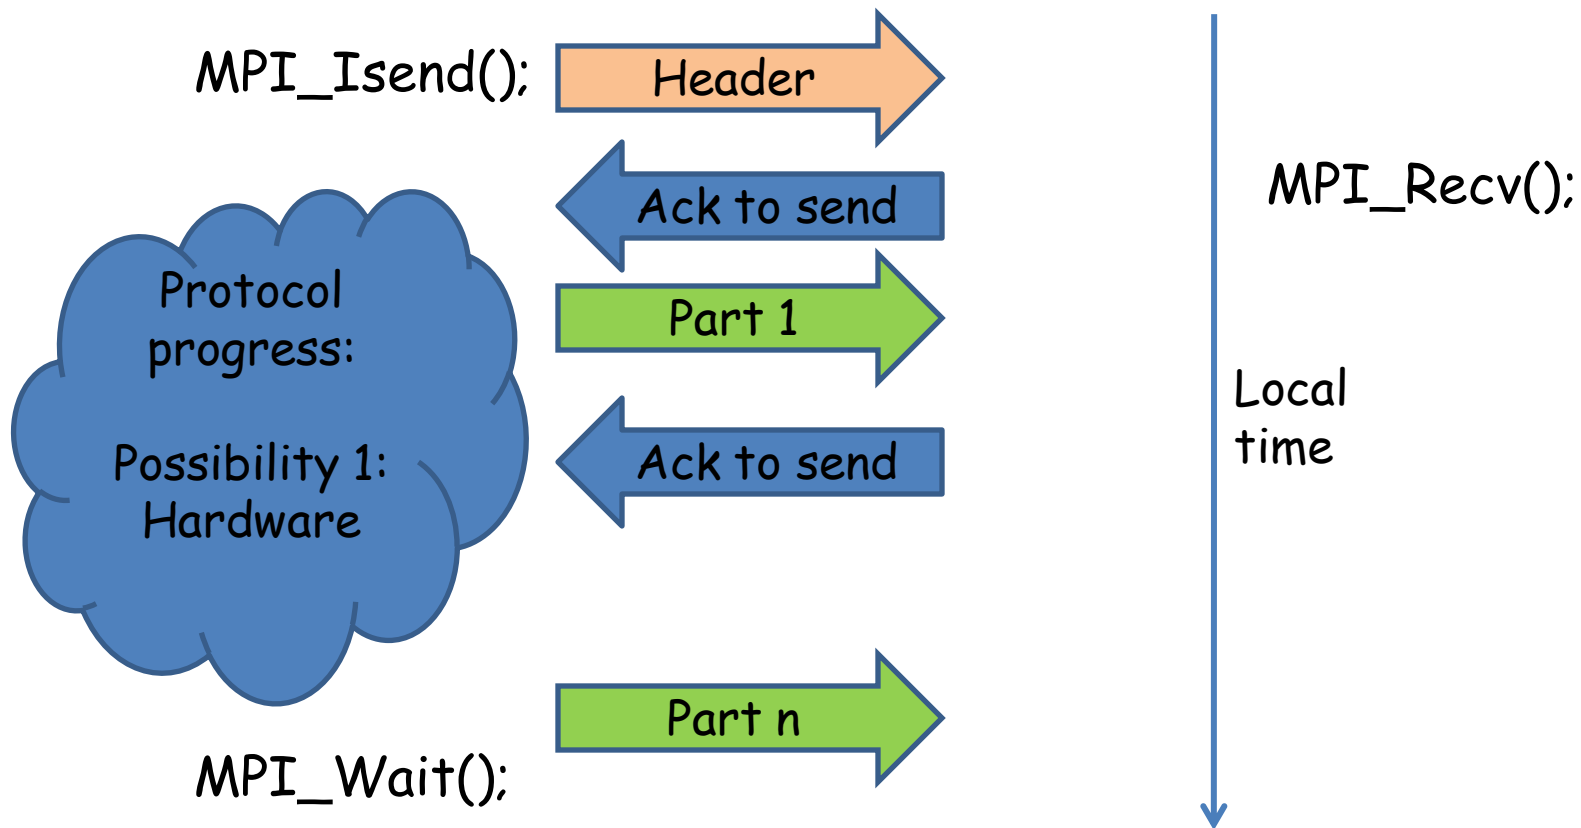 MPI_Isend();
Header
Ack to send
MPI_Recv();
Protocol
progress:
Possibility 1:
Hardware
Part 1
Local
time
Ack to send
Part n
MPI_Wait();